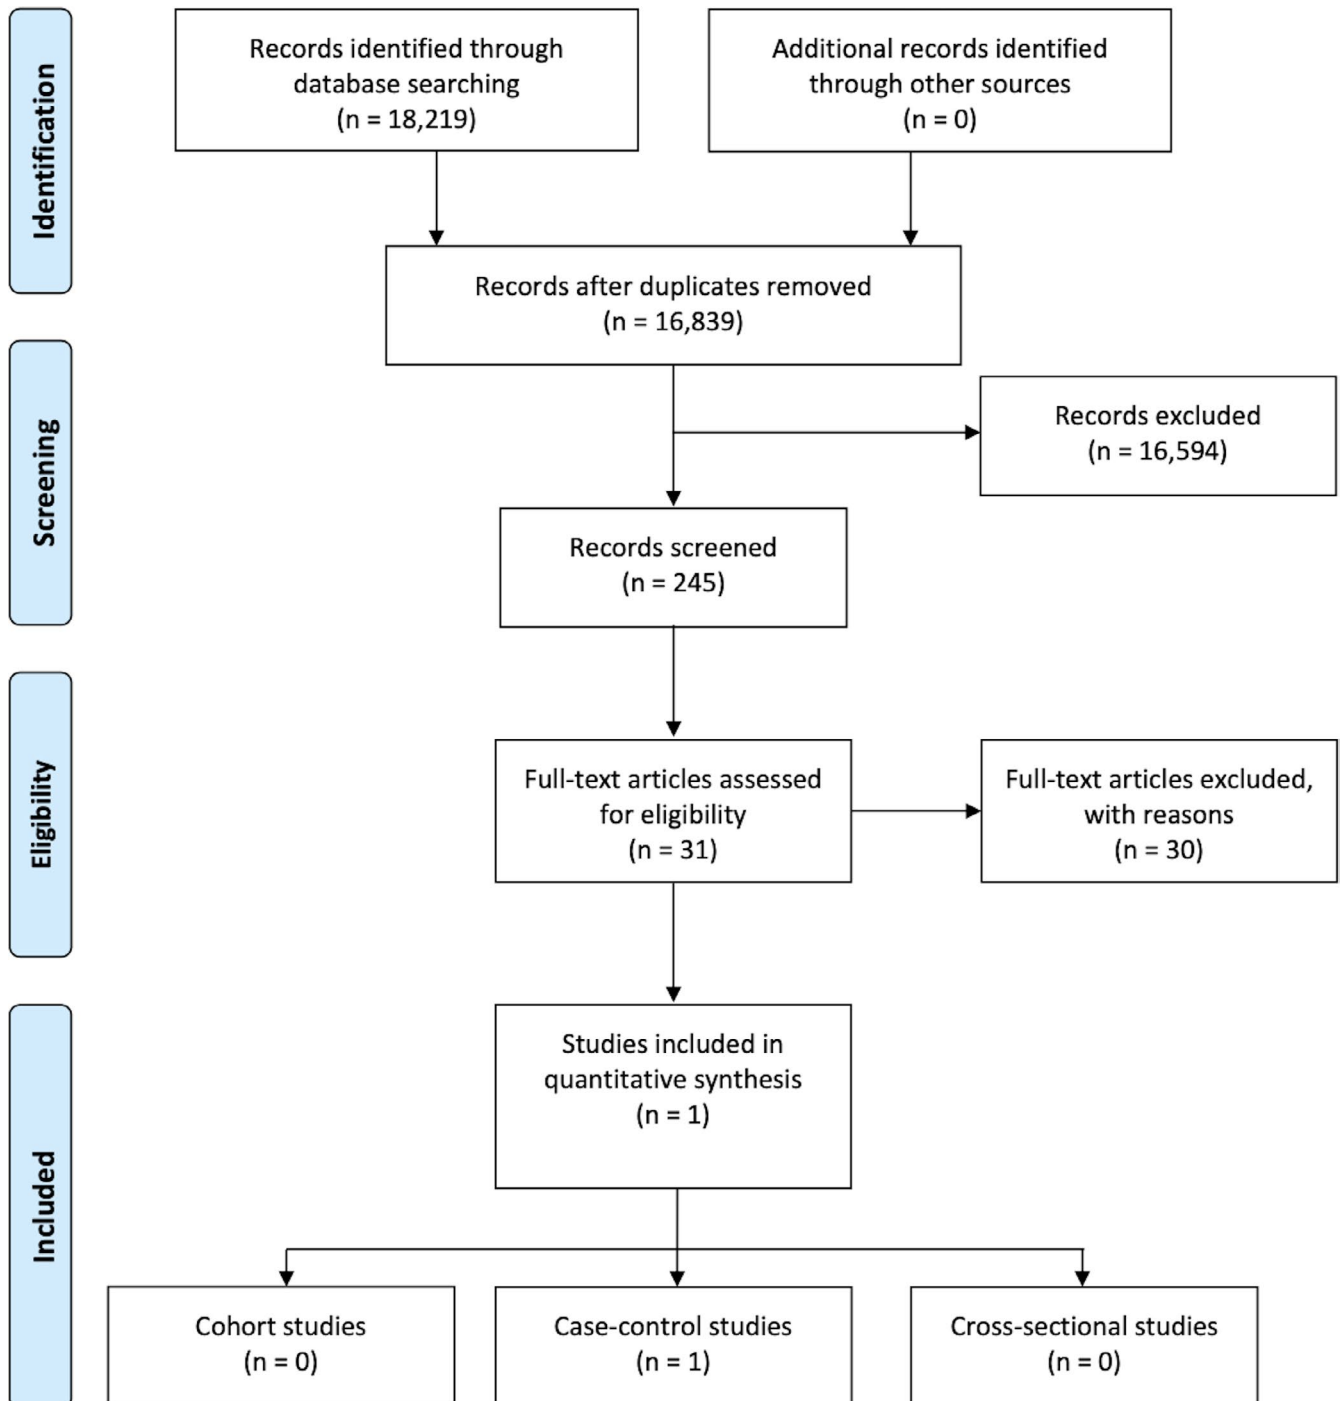 Identification
Records identified through
database searching
(n = 18,219)
Additional records identified
through other sources
(n = 0)
Records after duplicates removed
(n = 16,839)
Screening
Records excluded
(n = 16,594)
Records screened
(n = 245)
Eligibility
Full-text articles assessed
for eligibility
(n = 31)
Full-text articles excluded,
with reasons
(n = 30)
Included
Studies included in
quantitative synthesis
(n = 1)
Cohort studies
(n = 0)
Case-control studies
(n = 1)
Cross-sectional studies
(n = 0)